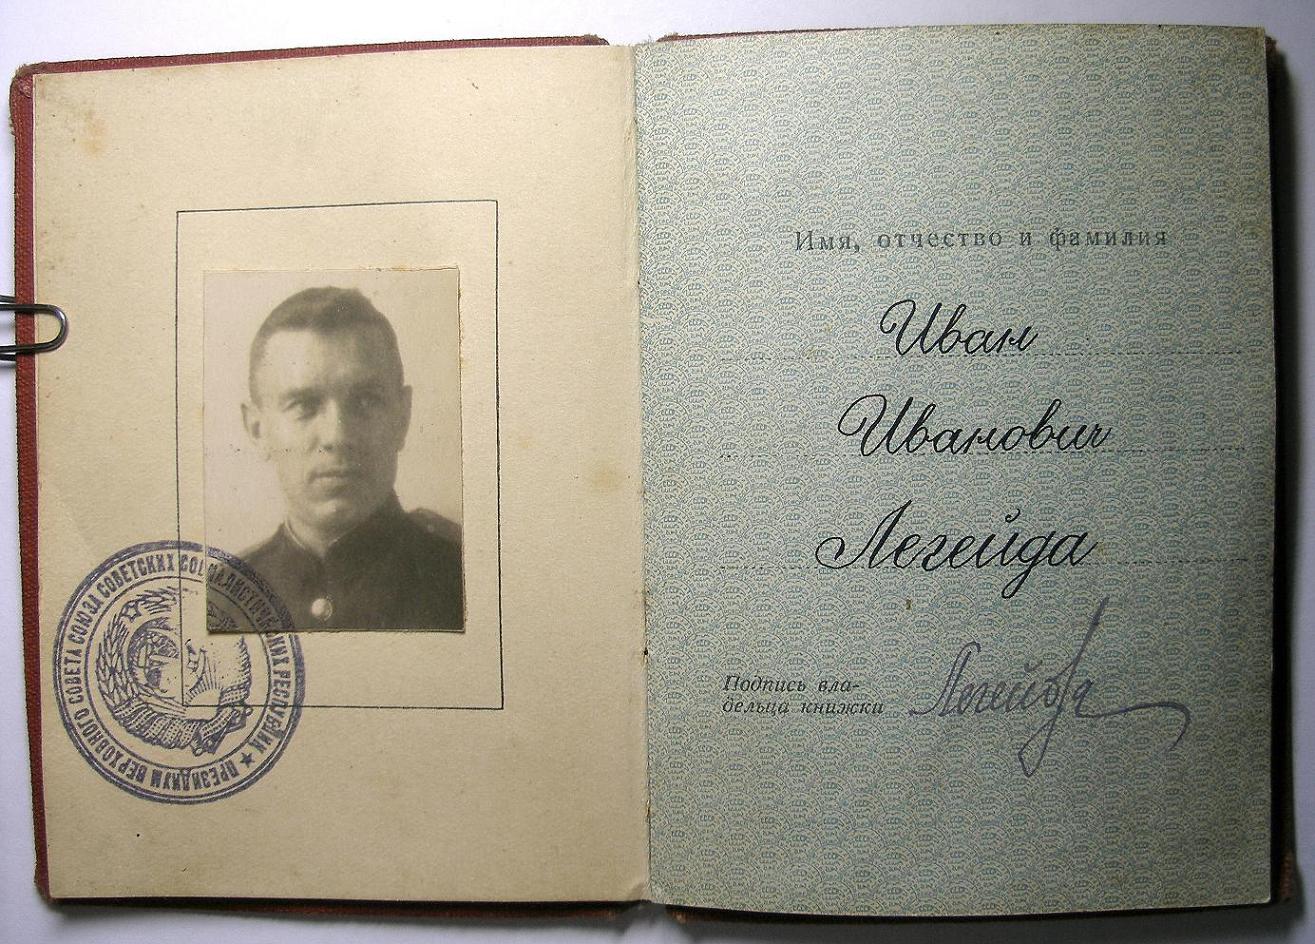 ПРЕЗИДИУМ ВЕРХОВНОГО СОВЕТА СОЮЗА СОВЕТСКИХ СОЦИАЛИСТИЧЕСКИХ РЕСПУБЛИК
Имя, отчество и фамилия
Иван
Иванович
Легейда
Подпись вла-
дельца книжки Легейда